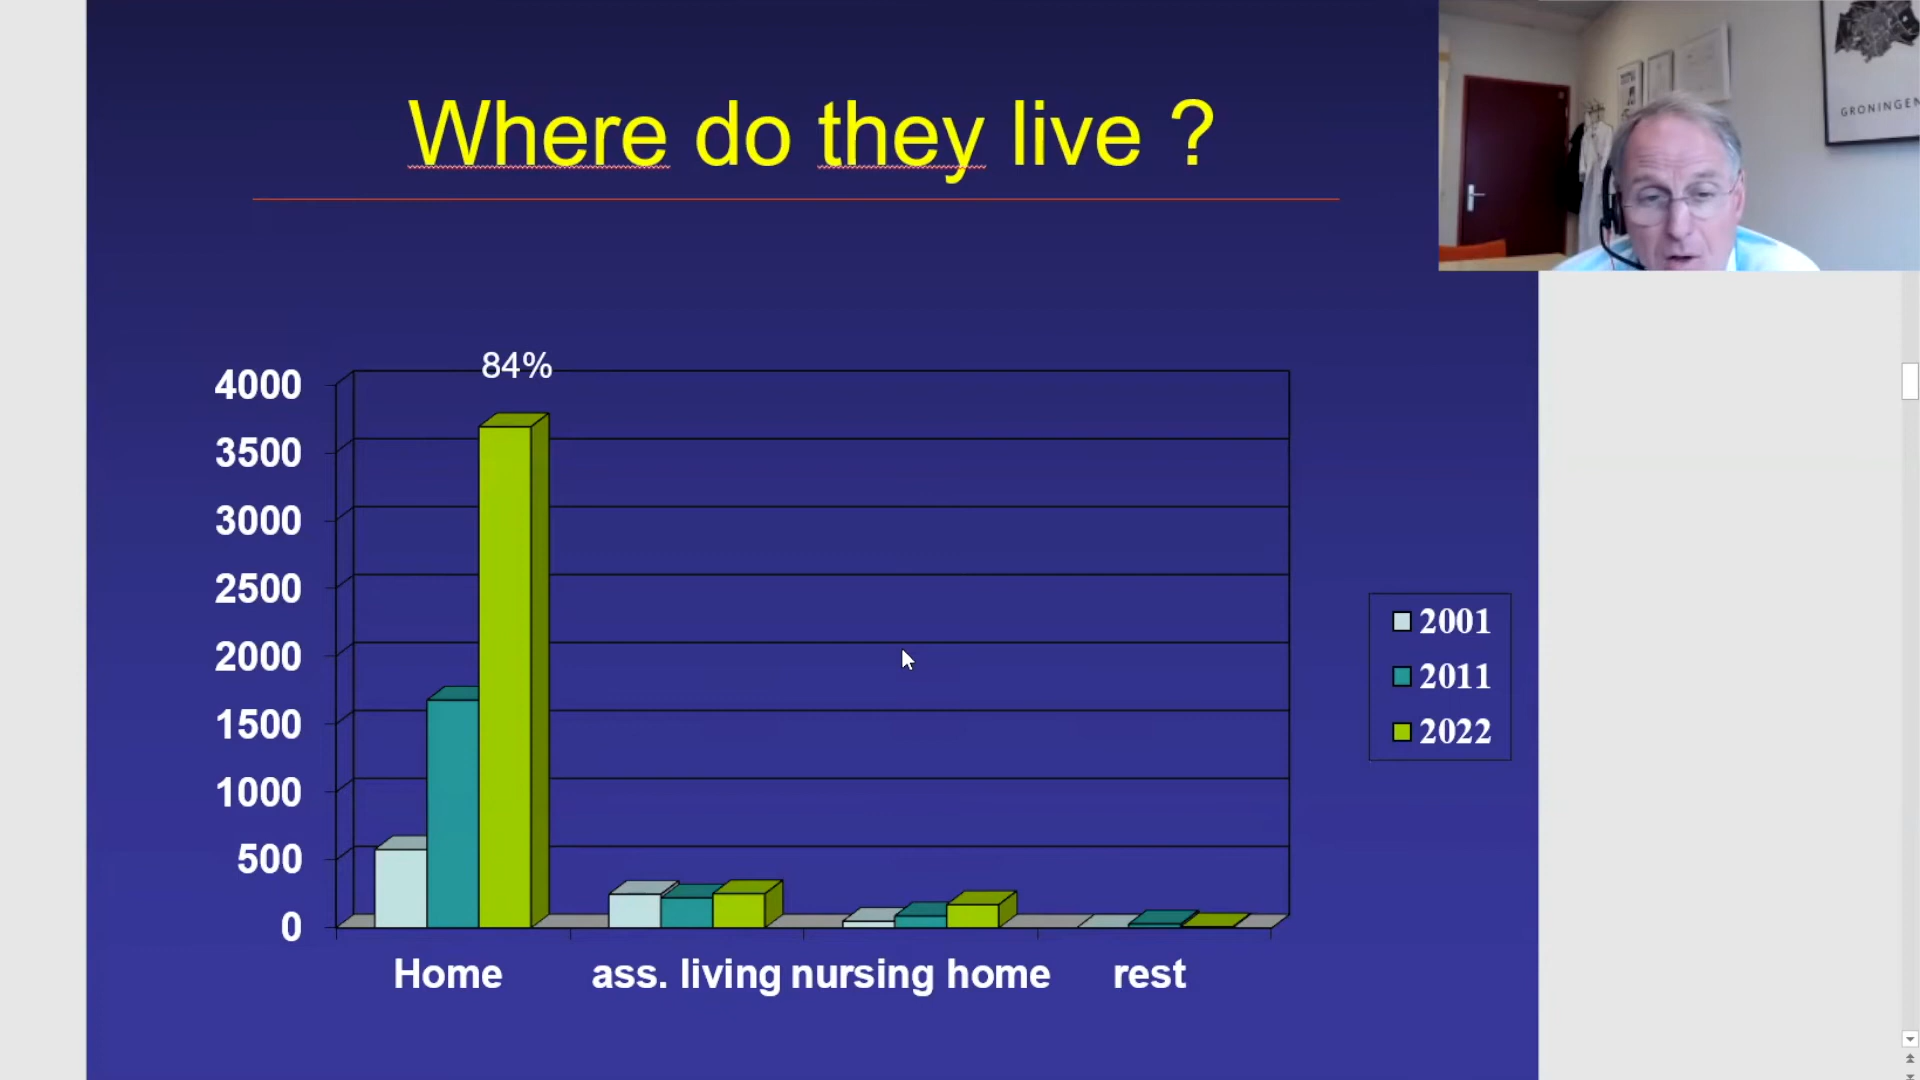 Where do they live ?
GRONINGEN
84%
4000
3500
3000
2500
2000
1500
1000
500
0
Home
ass. living
nursing home
rest
2001
2011
2022